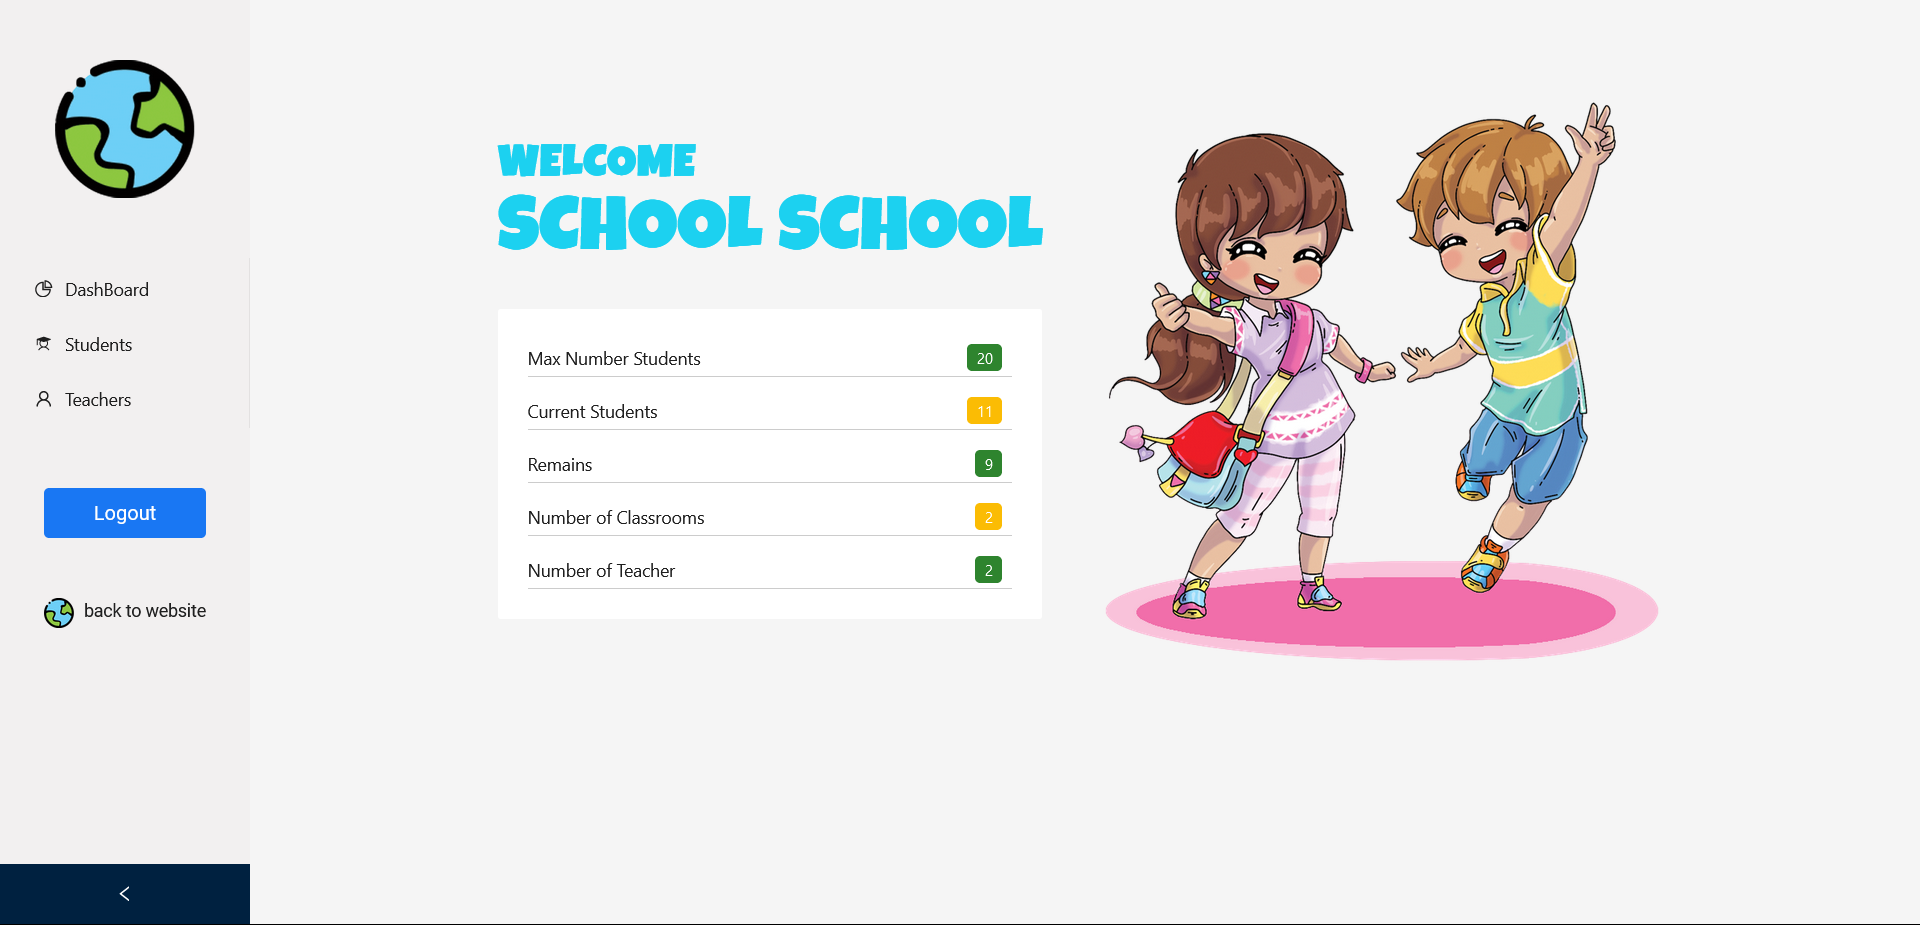 DashBoard
Students
Teachers
Logout
back to website
WELCOME
SCHOOL SCHOOL
Max Number Students 20
Current Students 11
Remains 9
Number of Classrooms 2
Number of Teacher 2